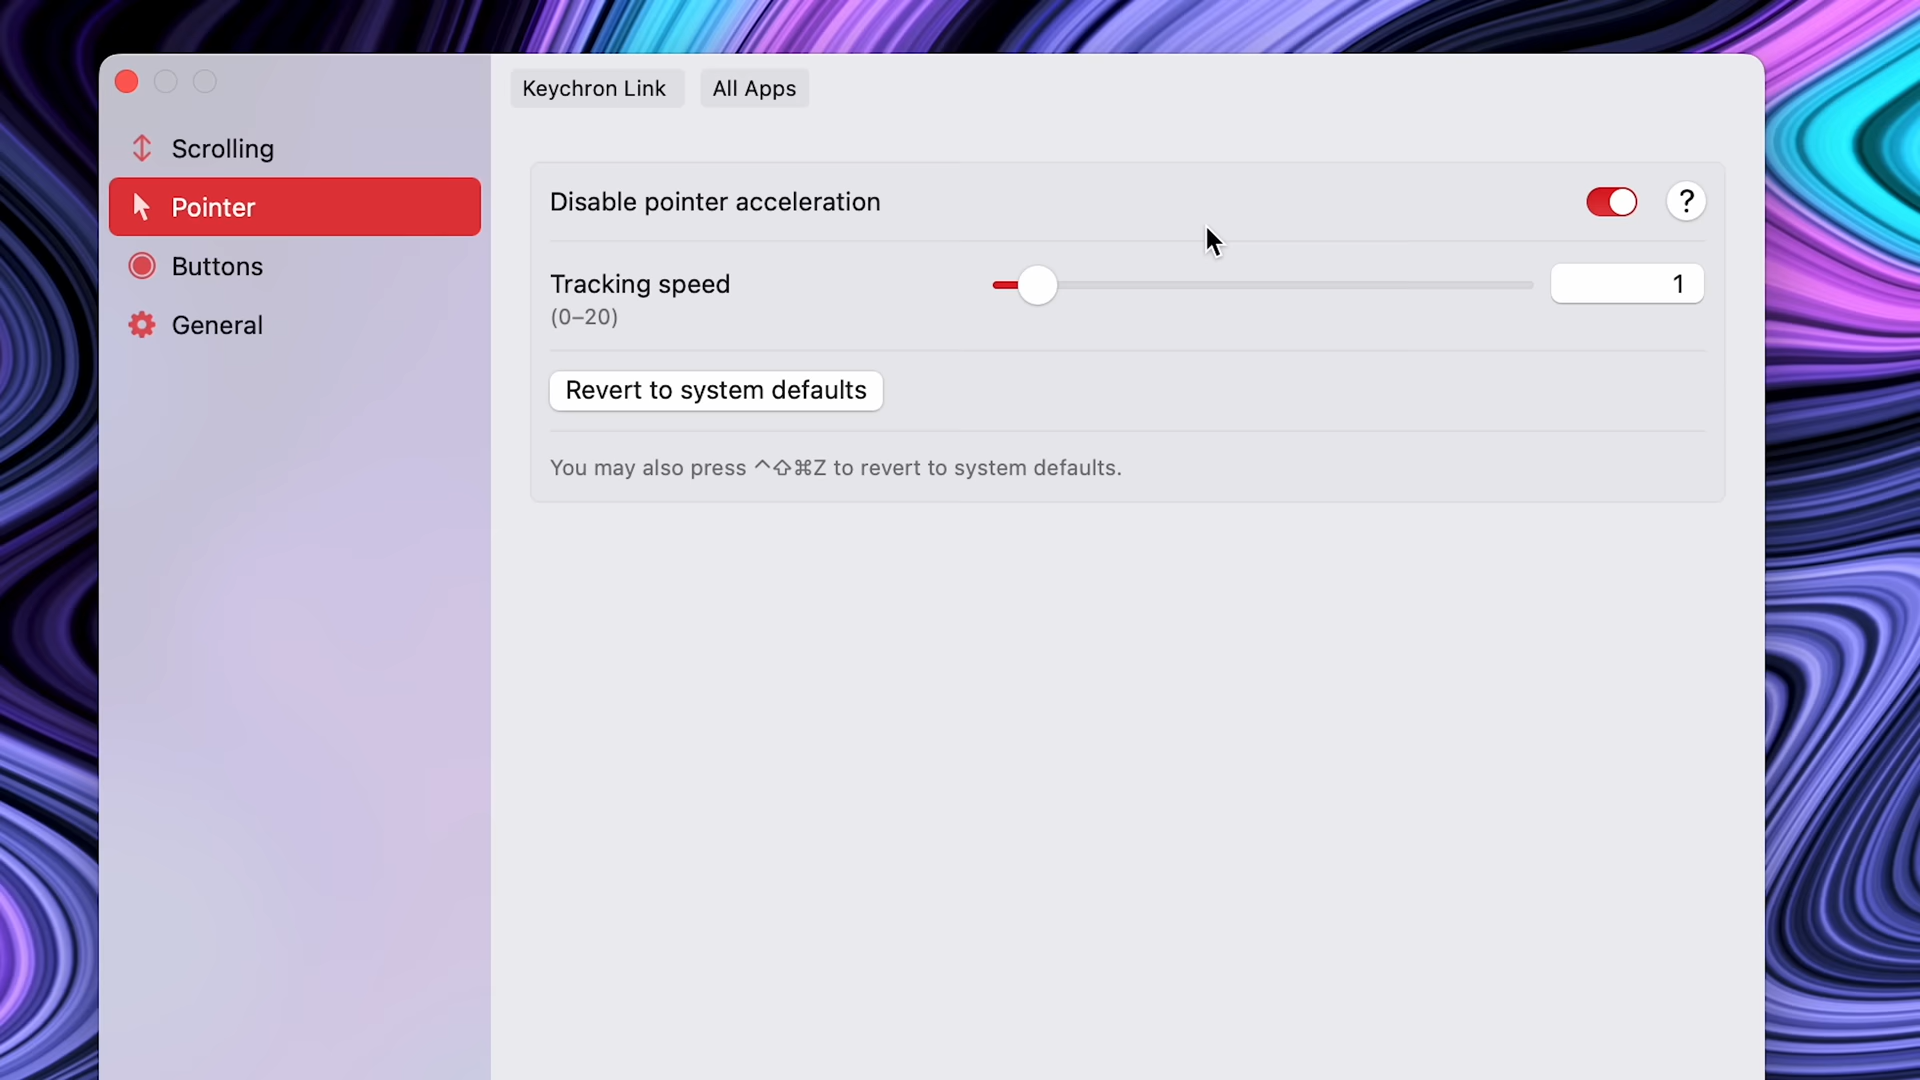 Keychron Link
All Apps
Scrolling
Pointer
Buttons
General
Disable pointer acceleration
?
Tracking speed
(0–20)
1
Revert to system defaults
You may also press ⌃⇧⌘Z to revert to system defaults.